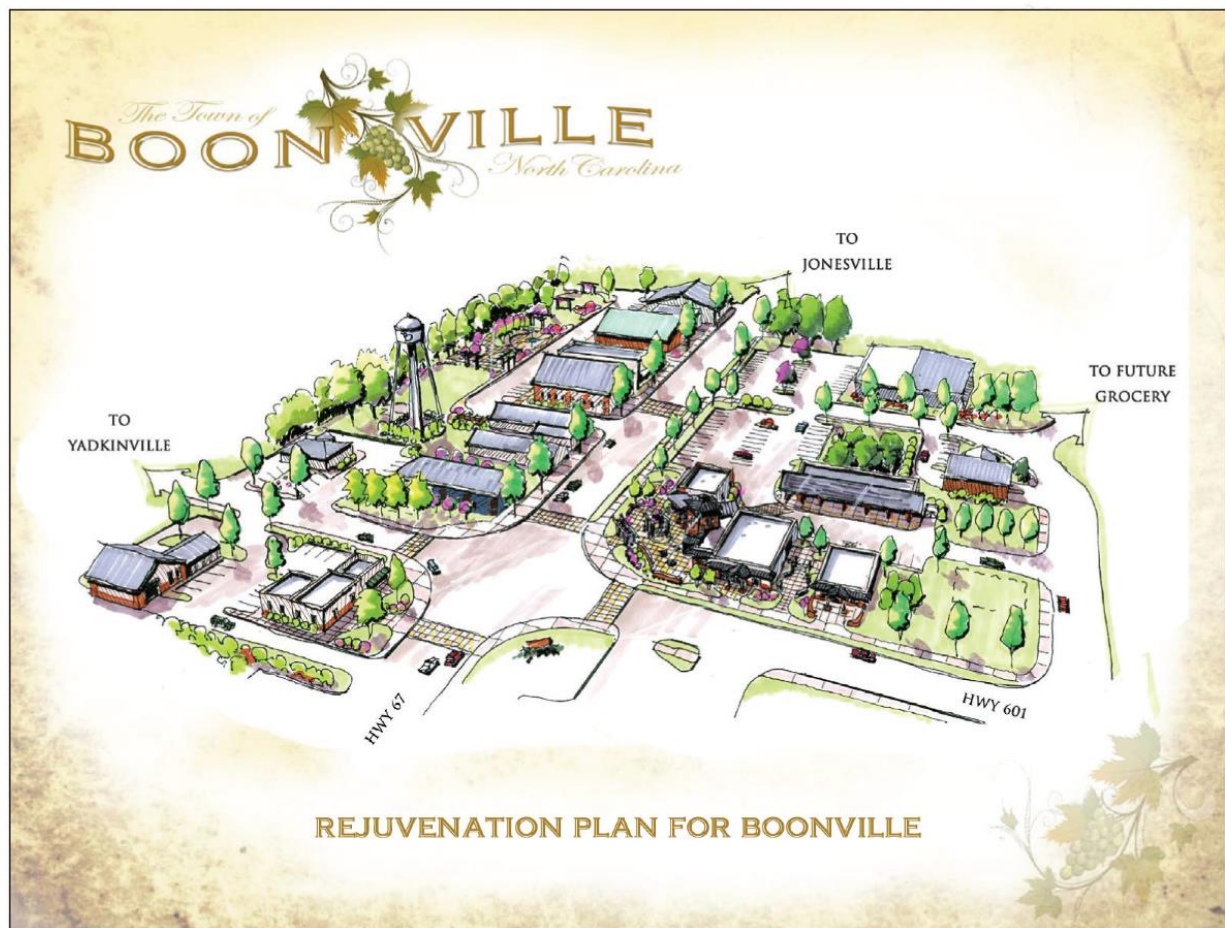 The Town of
BOONVILLE
North Carolina
TO
JONESVILLE
TO FUTURE
GROCERY
TO
YADKINVILLE
HWY 67
HWY 601
REJUVENATION PLAN FOR BOONVILLE